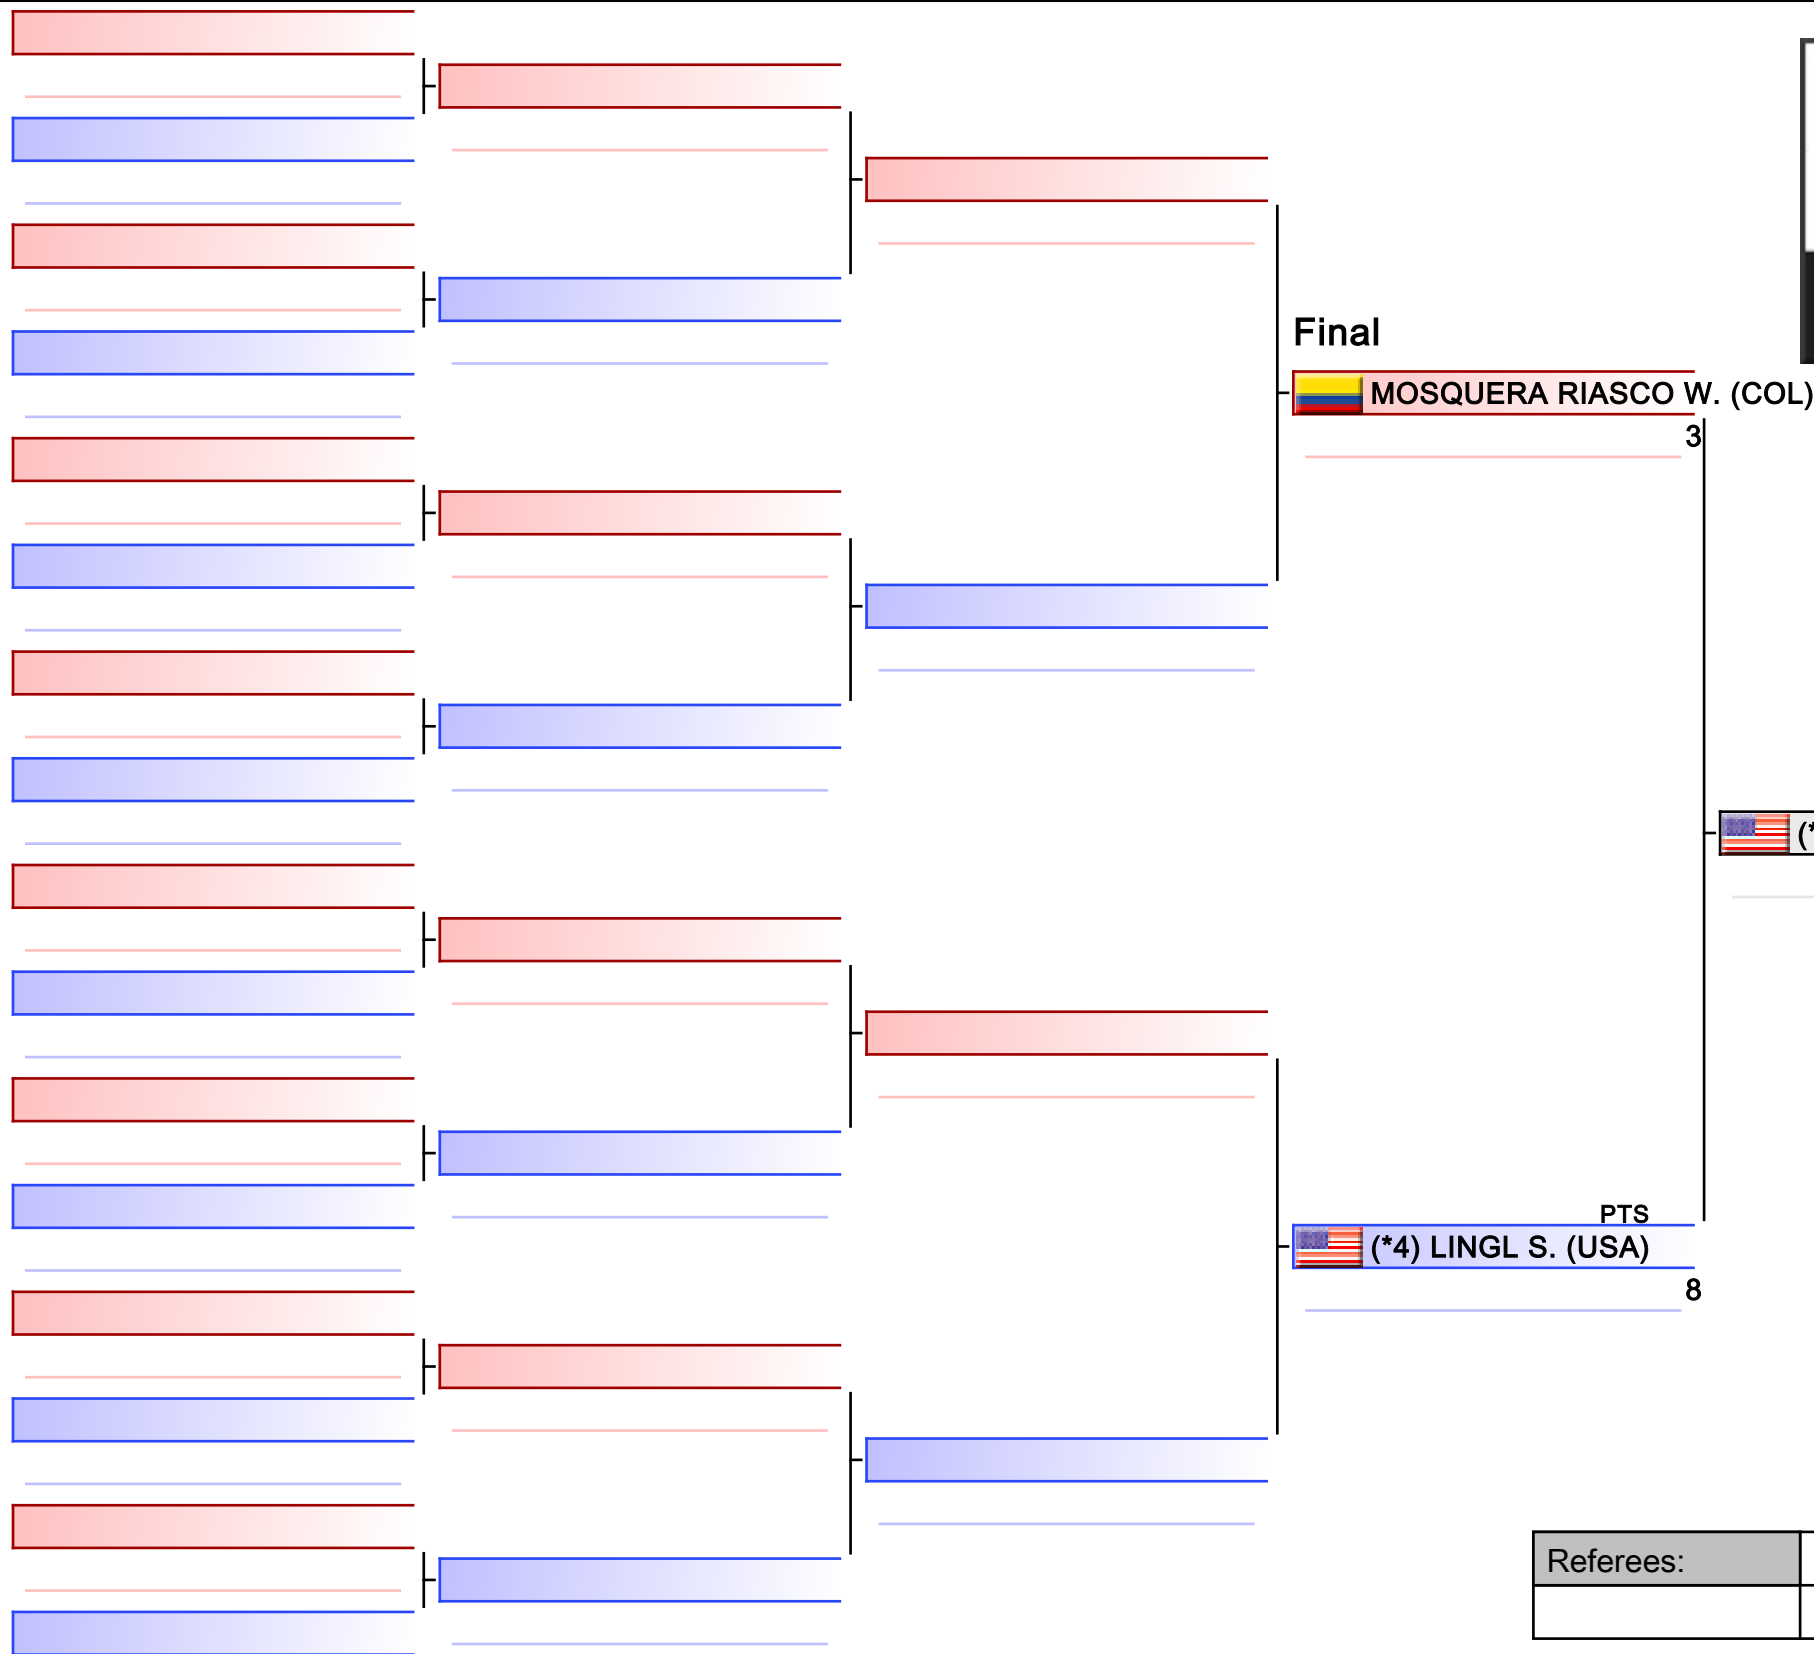 Final
MOSQUERA RIASCO W. (COL)
3
(*
PTS
(*4) LINGL S. (USA)
8
Referees: